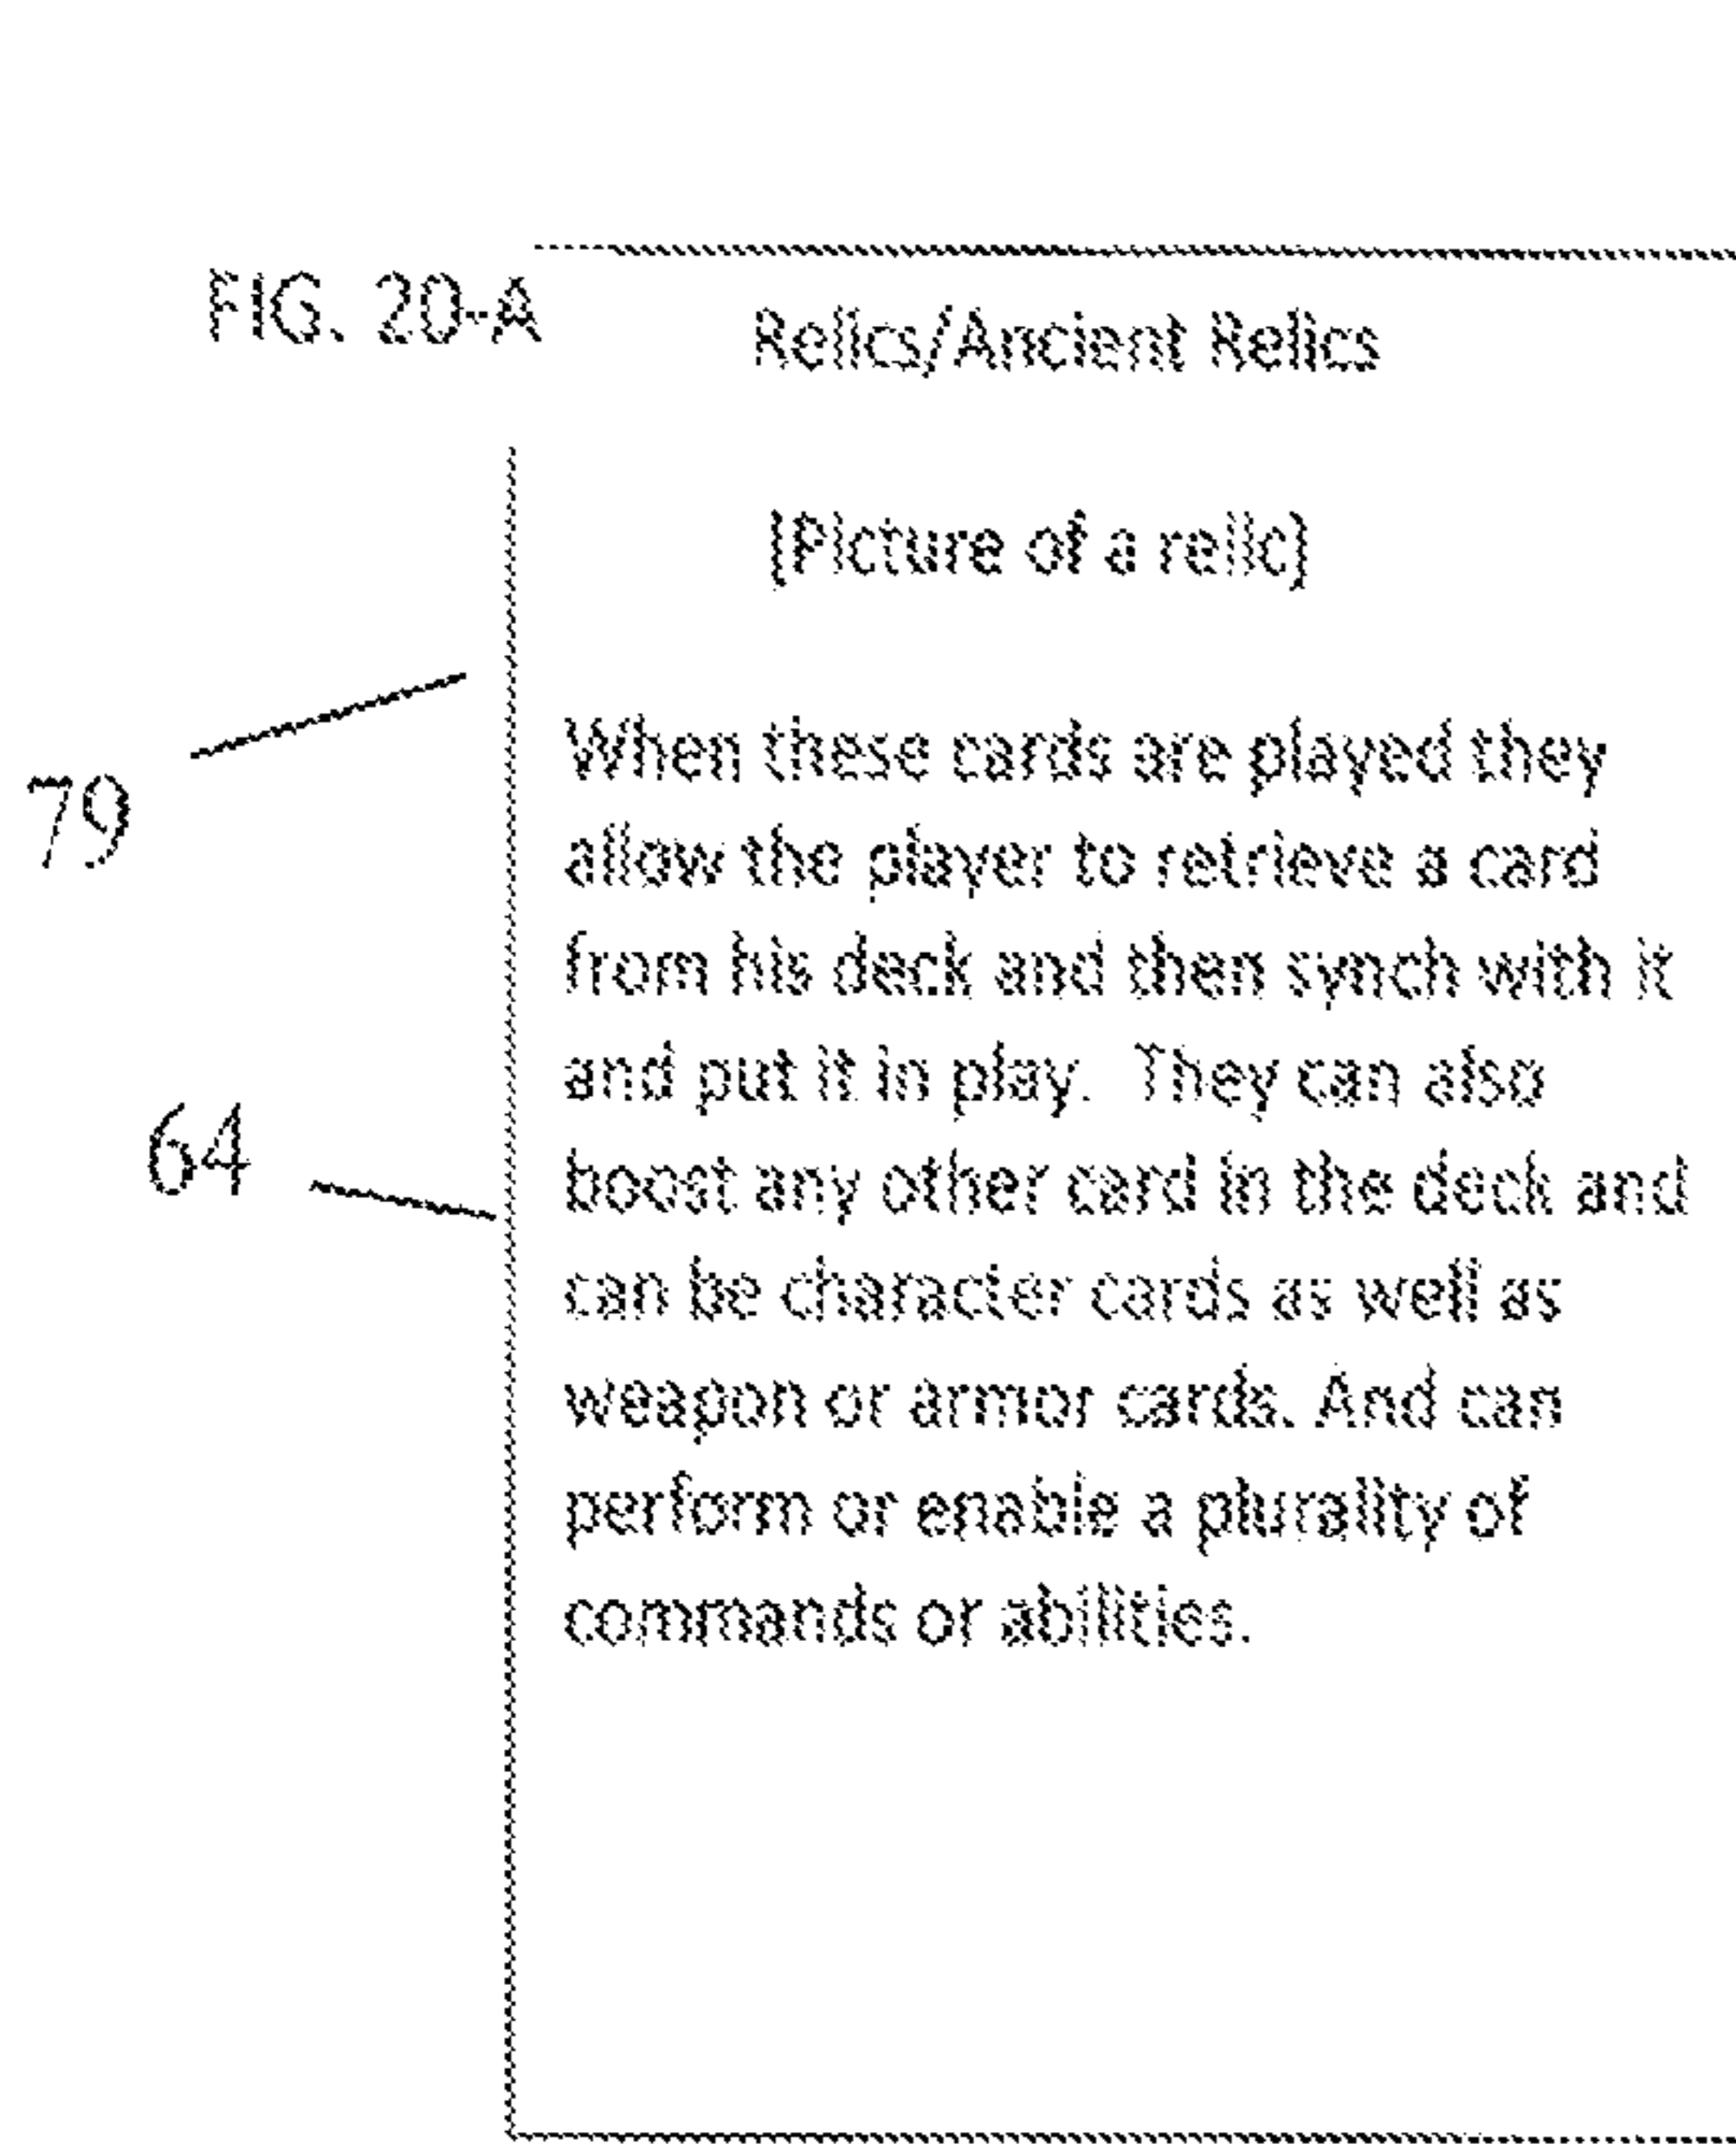 FIG. 20-A
Relics/Ancient Relics
[Picture of a relic]
79
When these cards are played they
allow the player to retrieve a card
from his deck and then synch with it
and put it in play.  They can also
64
boost any other card in the deck and
can be character cards as well as
weapon or armor cards. And can
perform or enable a plurality of
commands or abilities.